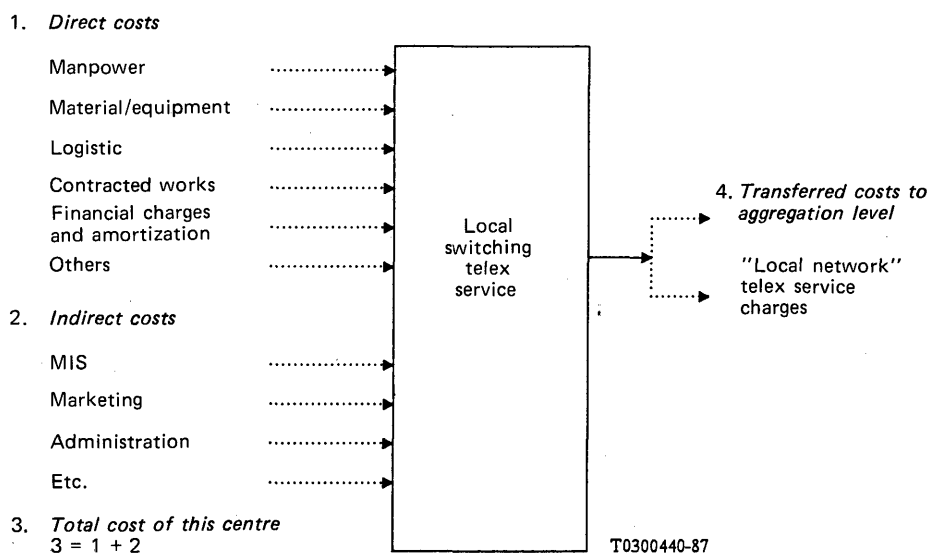 1. Direct costs
Manpower
Material/equipment
Logistic
Contracted works
Financial charges
and amortization
Others
2. Indirect costs
MIS
Marketing
Administration
Etc.
3. Total cost of this centre
3 = 1 + 2
Local
switching
telex
service
4. Transferred costs to
aggregation level
"Local network"
telex service
charges
T0300440-87